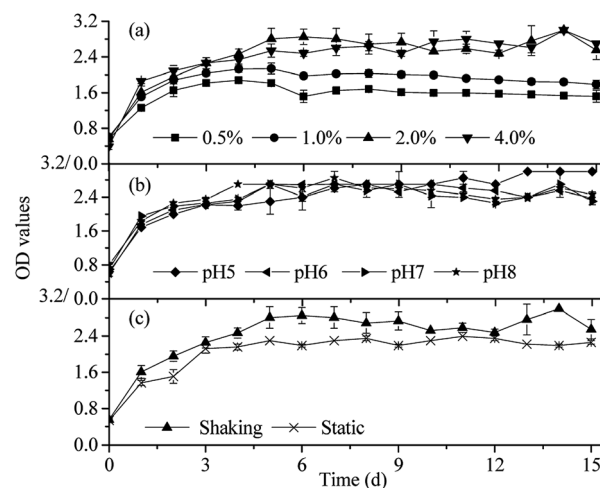 3.2
(a)
2.4
1.6
0.5% 1.0% 2.0% 4.0%
0.8
3.2/ 0.0
(b)
2.4
OD values
1.6
pH5 pH6 pH7 pH8
0.8
3.2/ 0.0
(c)
2.4
1.6
0.8
Shaking Static
0.0
0 3 6 9 12 15
Time (d)